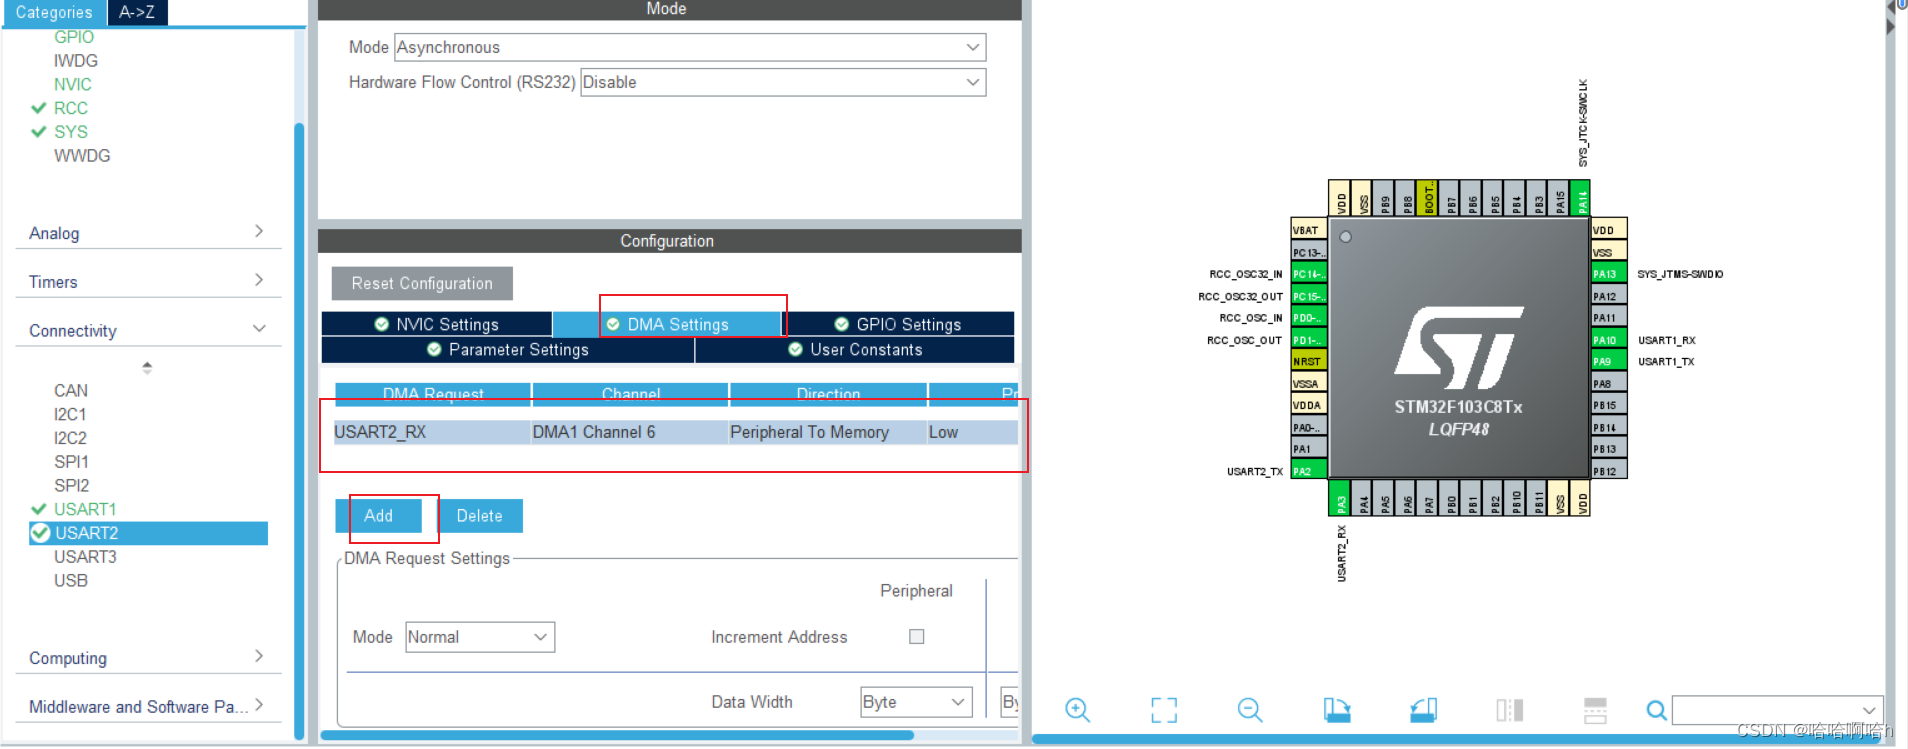 Categories A->Z
GPIO
IWDG
NVIC
RCC
SYS
WWDG
Analog
Timers
Connectivity
CAN
I2C1
I2C2
SPI1
SPI2
USART1
USART2
USART3
USB
Computing
Middleware and Software Pa...
Mode
Mode Asynchronous
Hardware Flow Control (RS232) Disable
Configuration
Reset Configuration
NVIC Settings DMA Settings GPIO Settings
Parameter Settings User Constants
DMA Request Channel Direction Pr
USART2_RX DMA1 Channel 6 Peripheral To Memory Low
Add Delete
DMA Request Settings
Peripheral
Mode Normal Increment Address
Data Width Byte By
SYS_JTCK-SWCLK
VDD VSS PB9 PB8 BOOT.. PB7 PB6 PB5 PB4 PB3 PA15 PA14
VBAT
PC13-..
RCC_OSC32_IN PC14-..
RCC_OSC32_OUT PC15-..
RCC_OSC_IN PD0-..
RCC_OSC_OUT PD1-..
NRST
VSSA
VDDA
PA0-..
PA1
USART2_TX PA2
STM32F103C8Tx
LQFP48
VDD
VSS
PA13 SYS_JTMS-SWDIO
PA12
PA11
PA10 USART1_RX
PA9 USART1_TX
PA8
PB15
PB14
PB13
PB12
PA3 PA4 PA5 PA6 PA7 PB0 PB1 PB2 PB10 PB11 VSS VDD
USART2_RX
CSDN @哈哈啊哈h